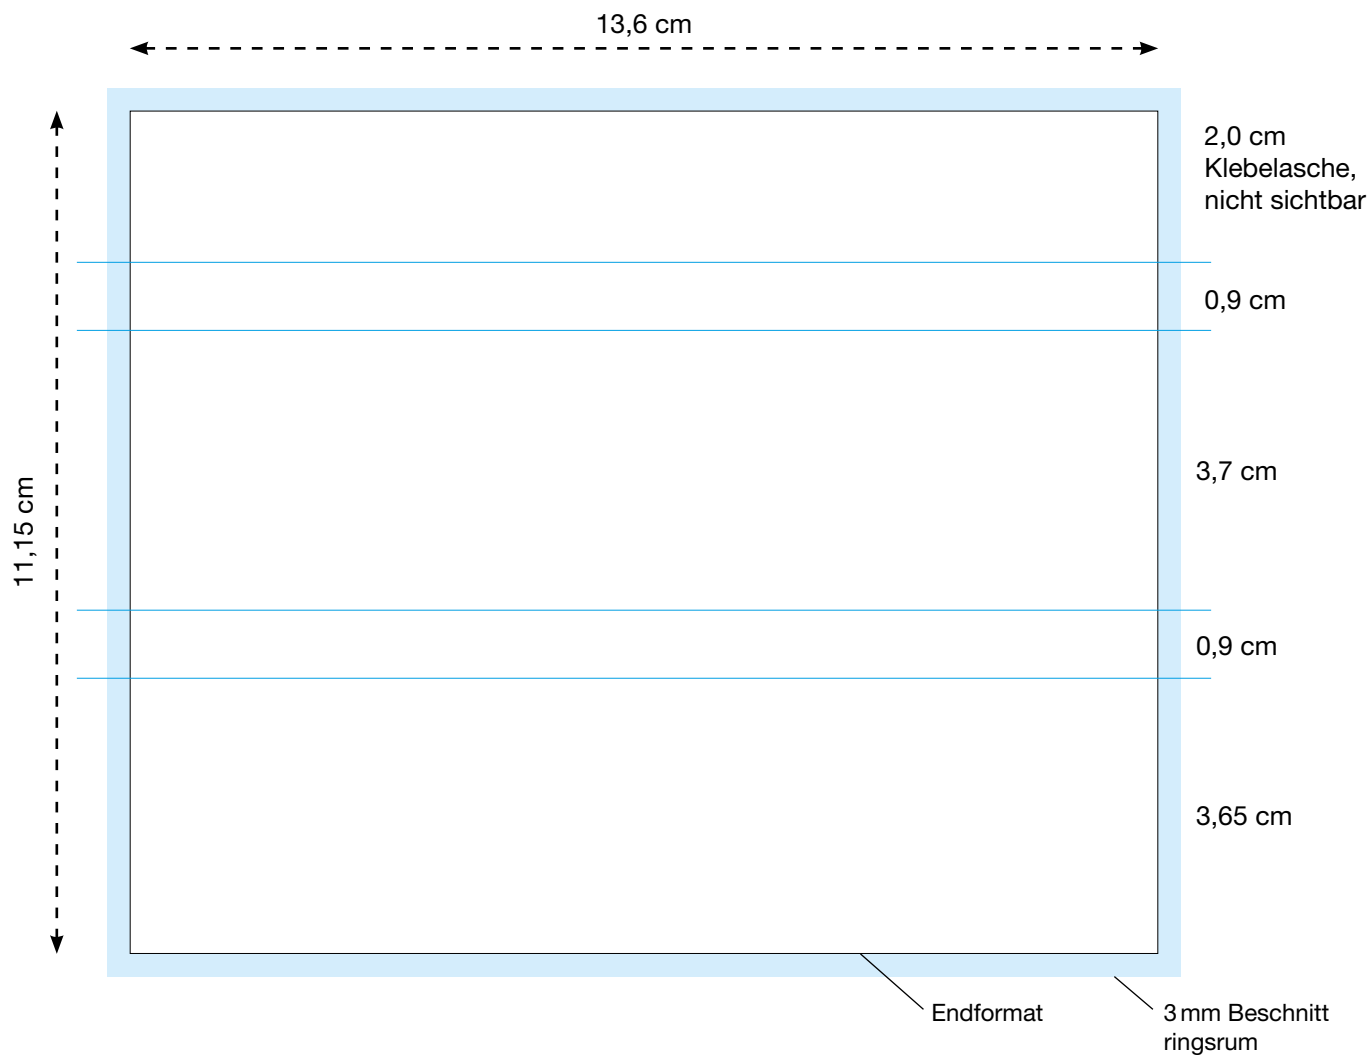 13,6 cm
2,0 cm
Klebelasche,
nicht sichtbar
0,9 cm
3,7 cm
11,15 cm
0,9 cm
3,65 cm
Endformat
3 mm Beschnitt
ringsrum